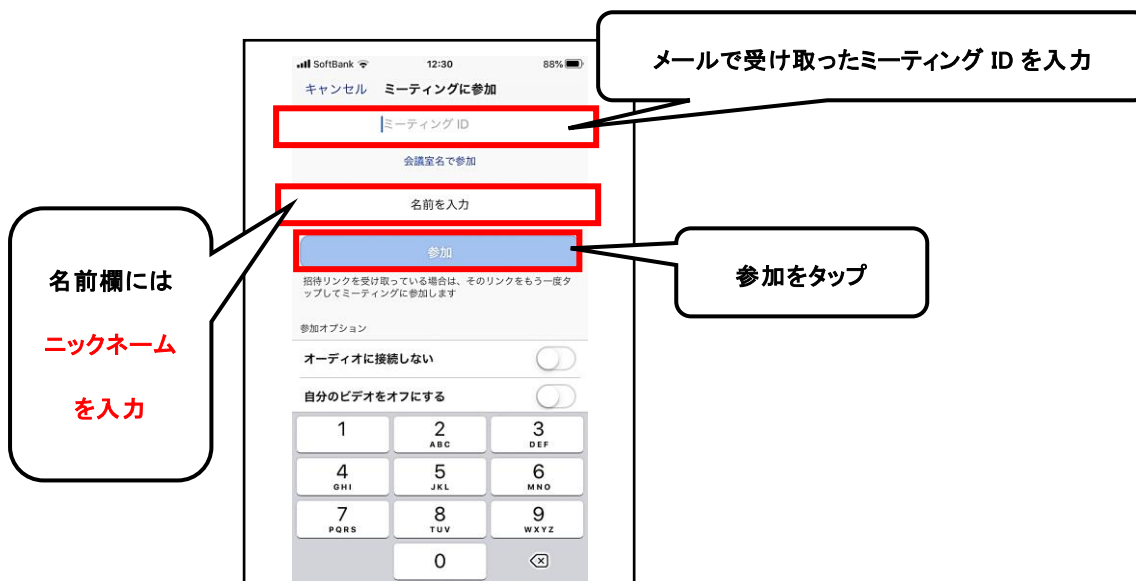 メールで受け取ったミーティング ID を入力
SoftBank 12:30 88%
キャンセル ミーティングに参加
ミーティング ID
会議室名で参加
名前を入力
参加
招待リンクを受け取っている場合は、そのリンクをもう一度タ
ップしてミーティングに参加します
参加オプション
オーディオに接続しない
自分のビデオをオフにする
名前欄には
ニックネーム
を入力
参加をタップ
1 2 3
ABC DEF
4 5 6
GHI JKL MNO
7 8 9
PQRS TUV WXYZ
0